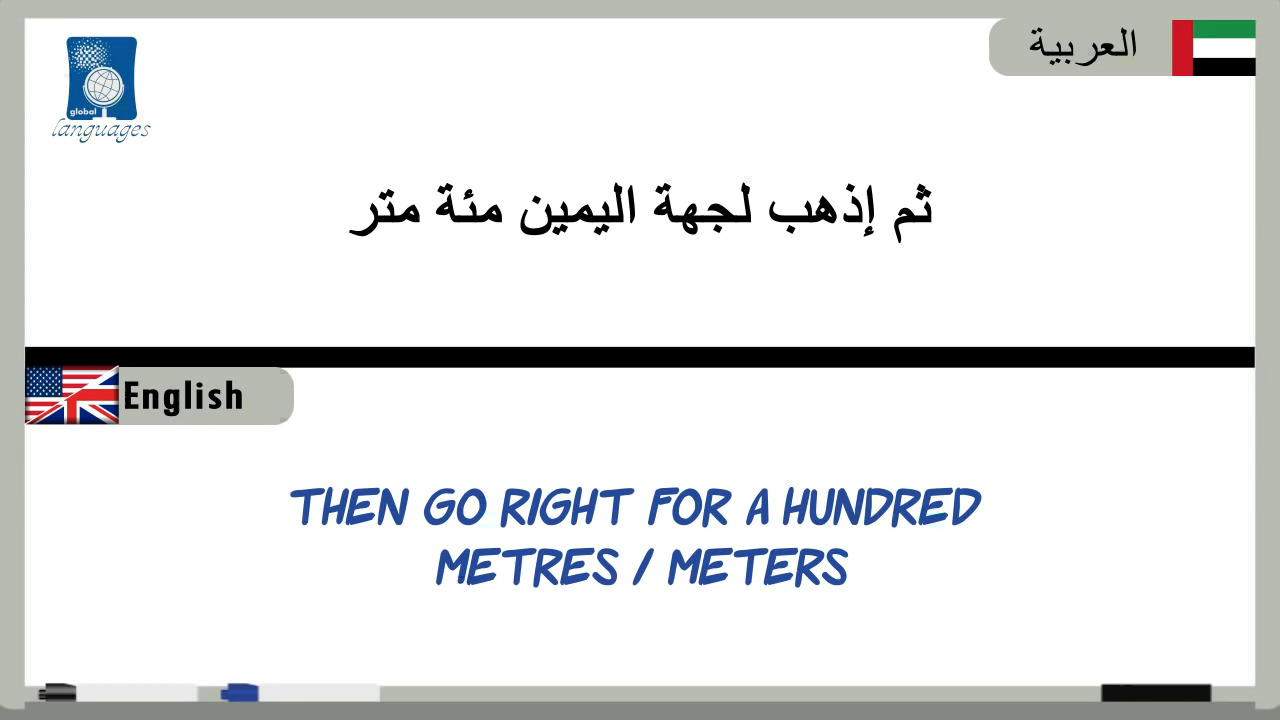 global
languages
العربية
ثم إذهب لجهة اليمين مئة متر
English
THEN GO RIGHT FOR A HUNDRED
METRES / METERS